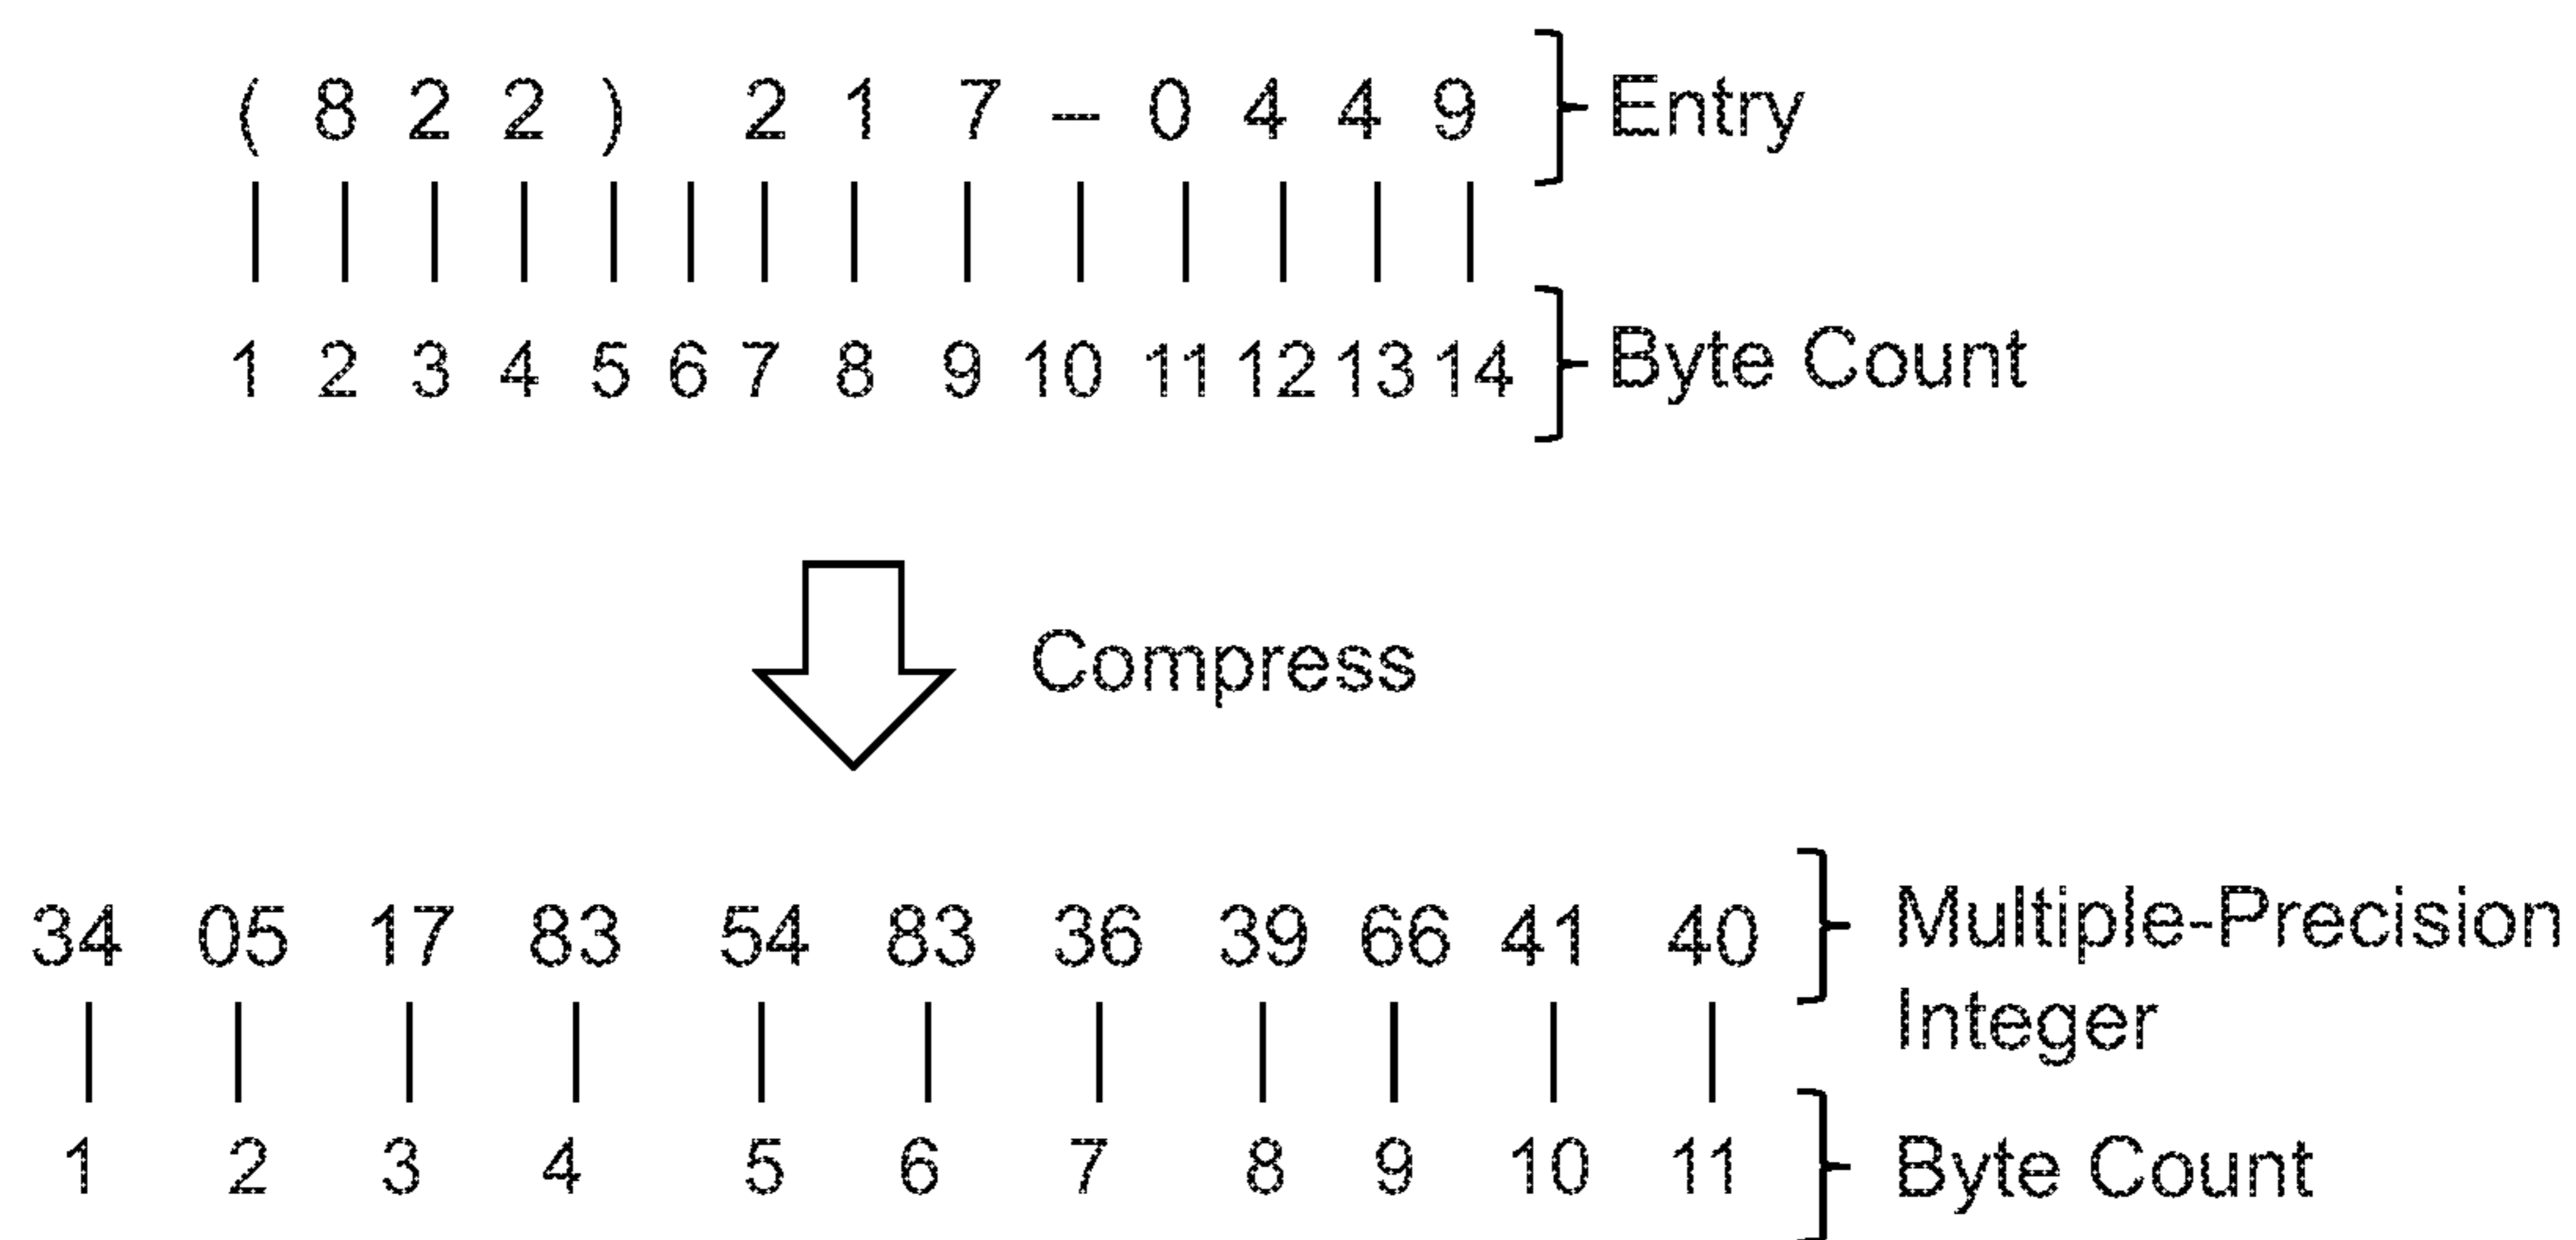 ( 8 2 2 ) 2 1 7 – 0 4 4 9 Entry
1 2 3 4 5 6 7 8 9 10 11 12 13 14 Byte Count
Compress
34 05 17 83 54 83 36 39 66 41 40 Multiple-Precision
Integer
1 2 3 4 5 6 7 8 9 10 11 Byte Count